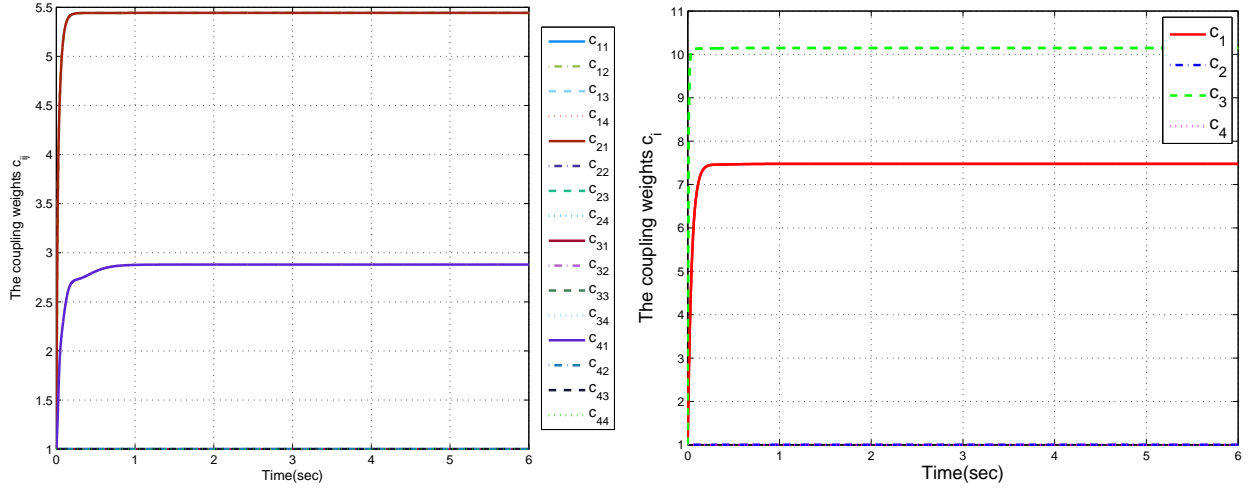 The coupling weights c_ij
5.5
5
4.5
4
3.5
3
2.5
2
1.5
1
0 1 2 3 4 5 6
Time(sec)
c_11
c_12
c_13
c_14
c_21
c_22
c_23
c_24
c_31
c_32
c_33
c_34
c_41
c_42
c_43
c_44
The coupling weights c_i
11
10
9
8
7
6
5
4
3
2
1
0 1 2 3 4 5 6
Time(sec)
c_1
c_2
c_3
c_4